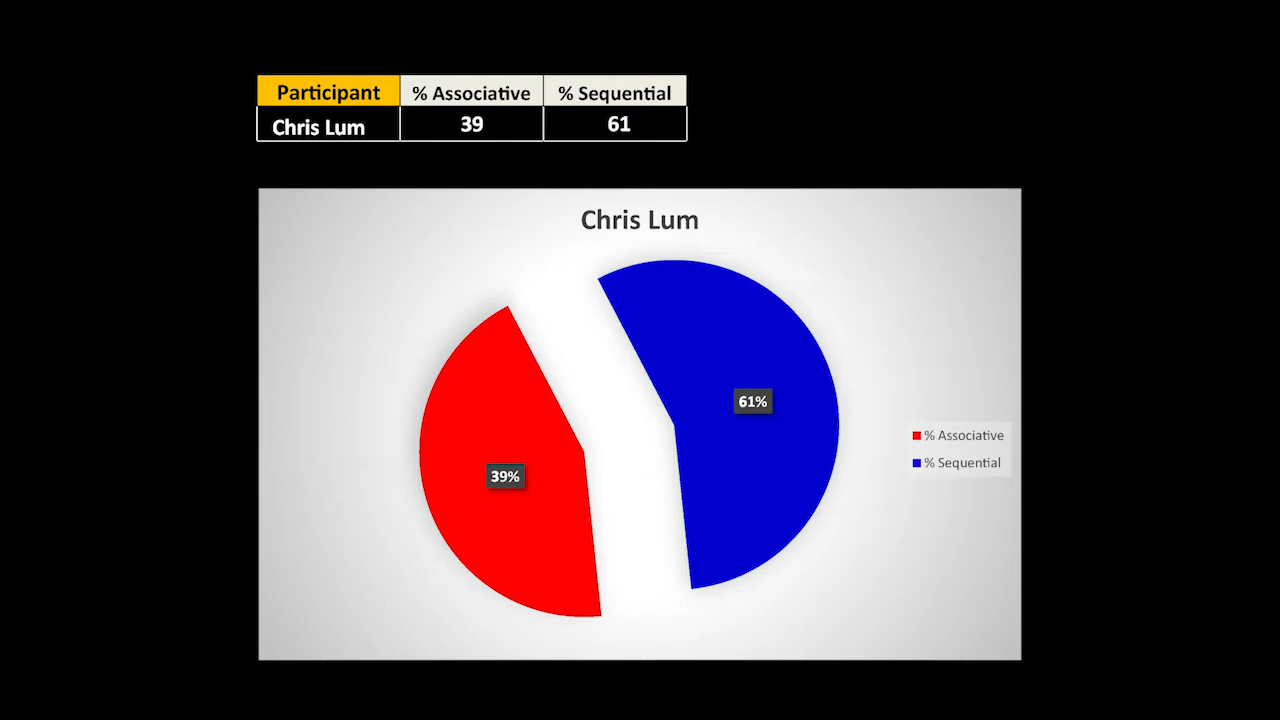 Participant % Associative % Sequential
Chris Lum 39 61
Chris Lum
61%
39%
% Associative
% Sequential